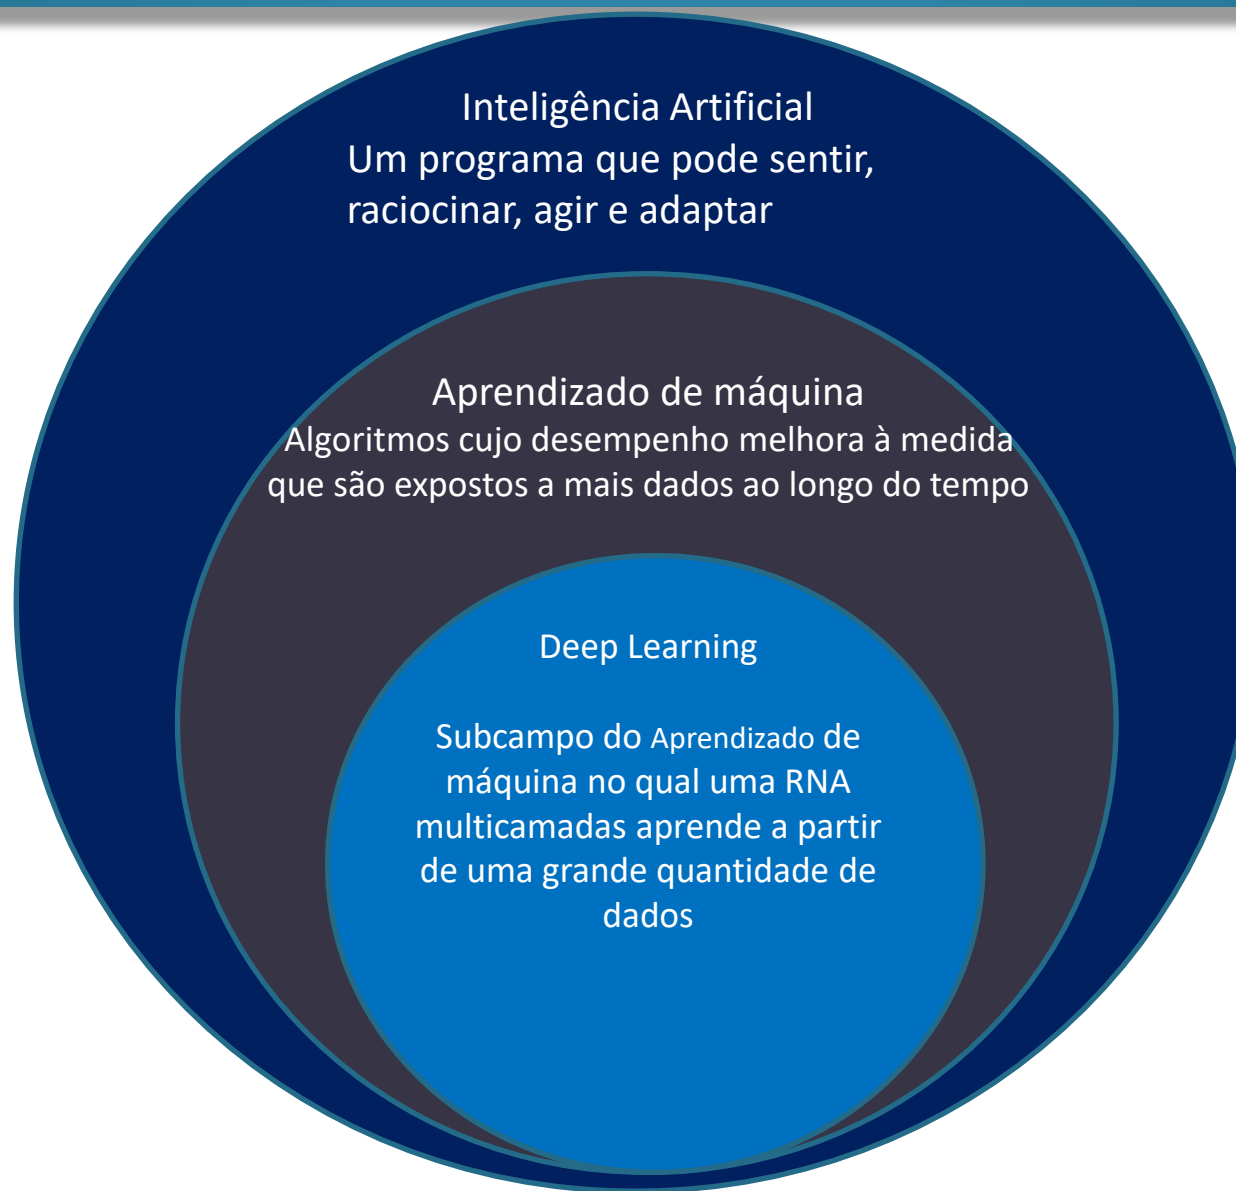 Inteligência Artificial
Um programa que pode sentir,
raciocinar, agir e adaptar
Aprendizado de máquina
Algoritmos cujo desempenho melhora à medida
que são expostos a mais dados ao longo do tempo
Deep Learning
Subcampo do Aprendizado de
máquina no qual uma RNA
multicamadas aprende a partir
de uma grande quantidade de
dados